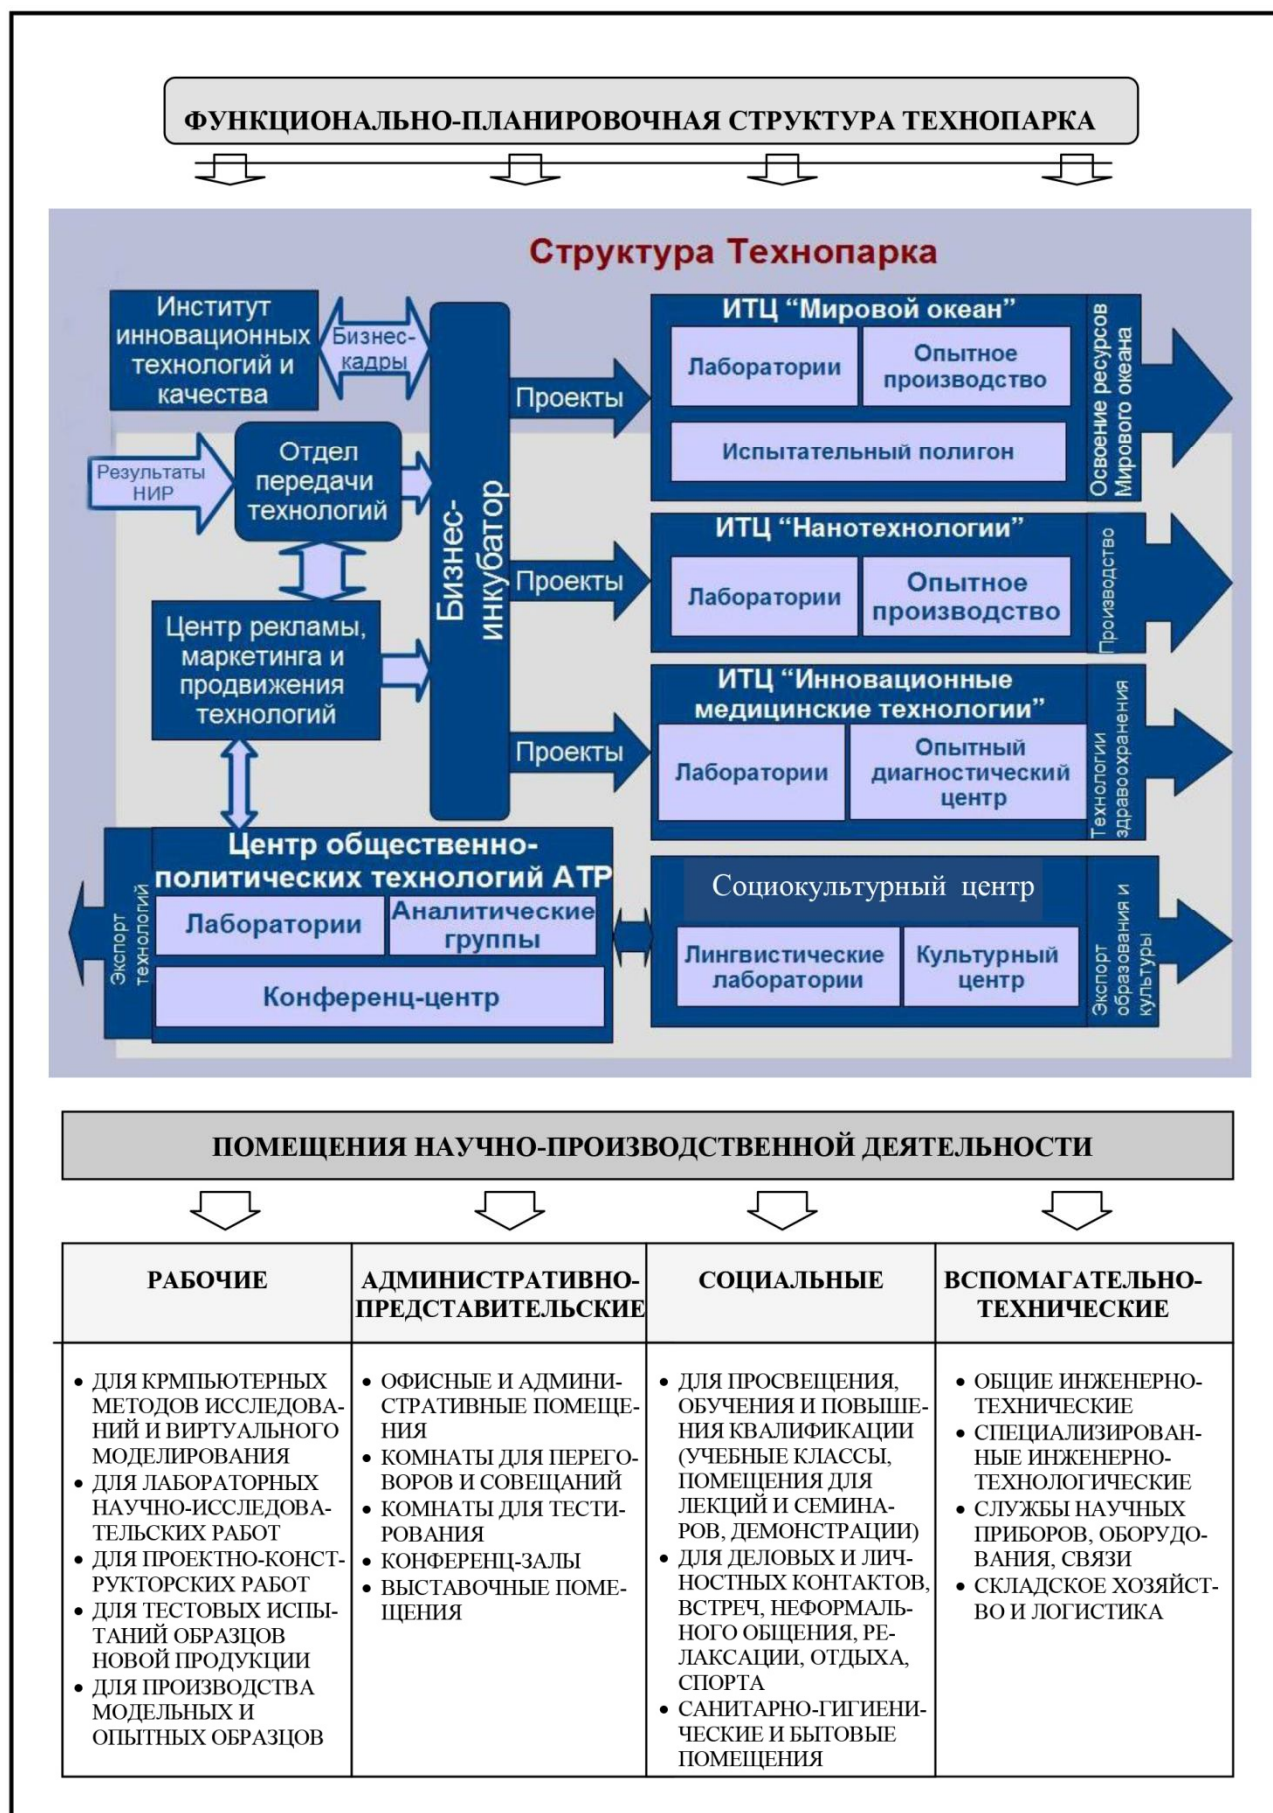 ФУНКЦИОНАЛЬНО-ПЛАНИРОВОЧНАЯ СТРУКТУРА ТЕХНОПАРКА
Структура Технопарка
Институт
инновационных
технологий и
качества
Бизнес-
кадры
Результаты
НИР
Отдел
передачи
технологий
Центр рекламы,
маркетинга и
продвижения
технологий
Бизнес-
инкубатор
Проекты
ИТЦ “Мировой океан”
Лаборатории
Опытное
производство
Испытательный полигон
Освоение ресурсов
Мирового океана
Проекты
ИТЦ “Нанотехнологии”
Лаборатории
Опытное
производство
Производство
Проекты
ИТЦ “Инновационные
медицинские технологии”
Лаборатории
Опытный
диагностический
центр
Технологии
здравоохранения
Экспорт
технологий
Центр общественно-
политических технологий АТР
Лаборатории
Аналитические
группы
Конференц-центр
Социокультурный центр
Лингвистические
лаборатории
Культурный
центр
Экспорт
образования и
культуры
ПОМЕЩЕНИЯ НАУЧНО-ПРОИЗВОДСТВЕННОЙ ДЕЯТЕЛЬНОСТИ
РАБОЧИЕ
• ДЛЯ КРМПЬЮТЕРНЫХ
МЕТОДОВ ИССЛЕДОВА-
НИЙ И ВИРТУАЛЬНОГО
МОДЕЛИРОВАНИЯ
• ДЛЯ ЛАБОРАТОРНЫХ
НАУЧНО-ИССЛЕДОВА-
ТЕЛЬСКИХ РАБОТ
• ДЛЯ ПРОЕКТНО-КОНСТ-
РУКТОРСКИХ РАБОТ
• ДЛЯ ТЕСТОВЫХ ИСПЫ-
ТАНИЙ ОБРАЗЦОВ
НОВОЙ ПРОДУКЦИИ
• ДЛЯ ПРОИЗВОДСТВА
МОДЕЛЬНЫХ И
ОПЫТНЫХ ОБРАЗЦОВ
АДМИНИСТРАТИВНО-
ПРЕДСТАВИТЕЛЬСКИЕ
• ОФИСНЫЕ И АДМИНИ-
СТРАТИВНЫЕ ПОМЕЩЕ-
НИЯ
• КОМНАТЫ ДЛЯ ПЕРЕГО-
ВОРОВ И СОВЕЩАНИЙ
• КОМНАТЫ ДЛЯ ТЕСТИ-
РОВАНИЯ
• КОНФЕРЕНЦ-ЗАЛЫ
• ВЫСТАВОЧНЫЕ ПОМЕ-
ЩЕНИЯ
СОЦИАЛЬНЫЕ
• ДЛЯ ПРОСВЕЩЕНИЯ,
ОБУЧЕНИЯ И ПОВЫШЕ-
НИЯ КВАЛИФИКАЦИИ
(УЧЕБНЫЕ КЛАССЫ,
ПОМЕЩЕНИЯ ДЛЯ
ЛЕКЦИЙ И СЕМИНА-
РОВ, ДЕМОНСТРАЦИИ)
• ДЛЯ ДЕЛОВЫХ И ЛИЧ-
НОСТНЫХ КОНТАКТОВ,
ВСТРЕЧ, НЕФОРМАЛЬ-
НОГО ОБЩЕНИЯ, РЕ-
ЛАКСАЦИИ, ОТДЫХА,
СПОРТА
• САНИТАРНО-ГИГИЕНИ-
ЧЕСКИЕ И БЫТОВЫЕ
ПОМЕЩЕНИЯ
ВСПОМАГАТЕЛЬНО-
ТЕХНИЧЕСКИЕ
• ОБЩИЕ ИНЖЕНЕРНО-
ТЕХНИЧЕСКИЕ
• СПЕЦИАЛИЗИРОВАН-
НЫЕ ИНЖЕНЕРНО-
ТЕХНОЛОГИЧЕСКИЕ
• СЛУЖБЫ НАУЧНЫХ
ПРИБОРОВ, ОБОРУДО-
ВАНИЯ, СВЯЗИ
• СКЛАДСКОЕ ХОЗЯЙСТ-
ВО И ЛОГИСТИКА